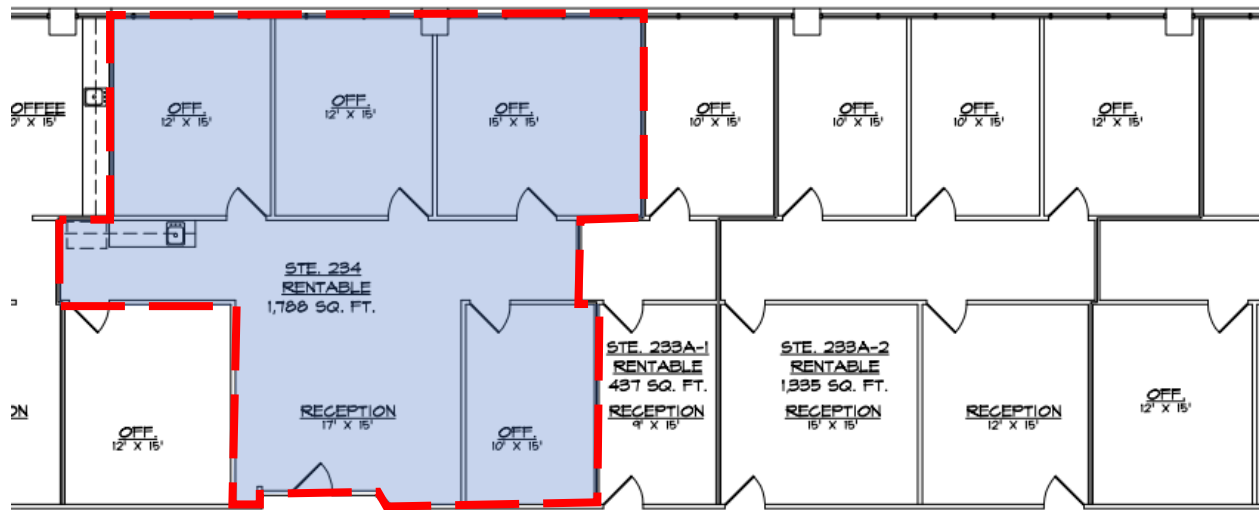 OFFEE
0' X 15'
OFF.
12' X 15'
OFF.
12' X 15'
OFF.
15' X 15'
OFF.
10' X 15'
OFF.
10' X 15'
OFF.
10' X 15'
OFF.
12' X 15'
STE. 234
RENTABLE
1,788 SQ. FT.
STE. 233A-1
RENTABLE
437 SQ. FT.
STE. 233A-2
RENTABLE
1,335 SQ. FT.
ON
OFF.
12' X 15'
RECEPTION
17' X 15'
OFF.
10' X 15'
RECEPTION
9' X 15'
RECEPTION
15' X 15'
RECEPTION
12' X 15'
OFF.
12' X 15'